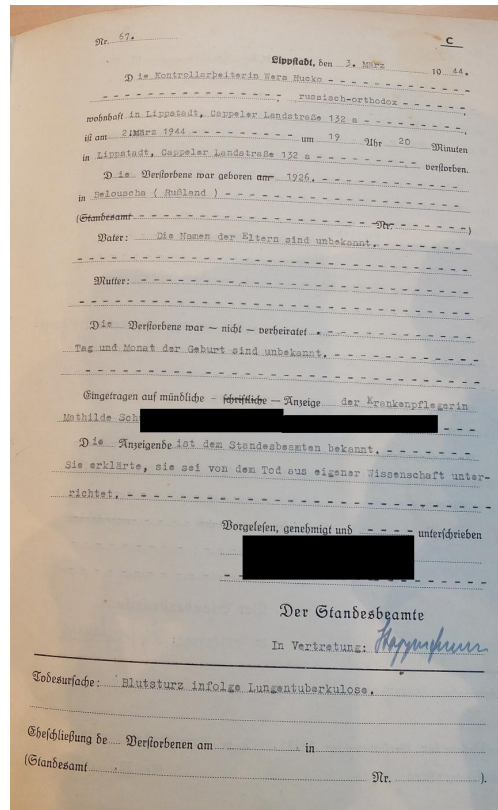 Nr. 67.
C
Lippstadt, den 3. März 1944.
Die Kontrollarbeiterin Wera Hucko
russisch-orthodox
wohnhaft in Lippstadt, Cappeler Landstraße 132 a
ist am 2.März 1944 um 19 Uhr 20 Minuten
in Lippstadt, Cappeler Landstraße 132 a verstorben.
Die Verstorbene war geboren am 1926.
in Belouscha ( Rußland )
(Standesamt Nr. )
Vater: Die Namen der Eltern sind unbekannt.
Mutter:
Die Verstorbene war – nicht – verheiratet .
Tag und Monat der Geburt sind unbekannt.
Eingetragen auf mündliche – schriftliche – Anzeige der Krankenpflegerin
Mathilde Sch
Die Anzeigende ist dem Standesbeamten bekannt.
Sie erklärte, sie sei von dem Tod aus eigener Wissenschaft unter-
richtet.
Vorgelesen, genehmigt und unterschrieben
Der Standesbeamte
In Vertretung:
Todesursache: Blutsturz infolge Lungentuberkulose.
Eheschließung de Verstorbenen am in
(Standesamt Nr. ).